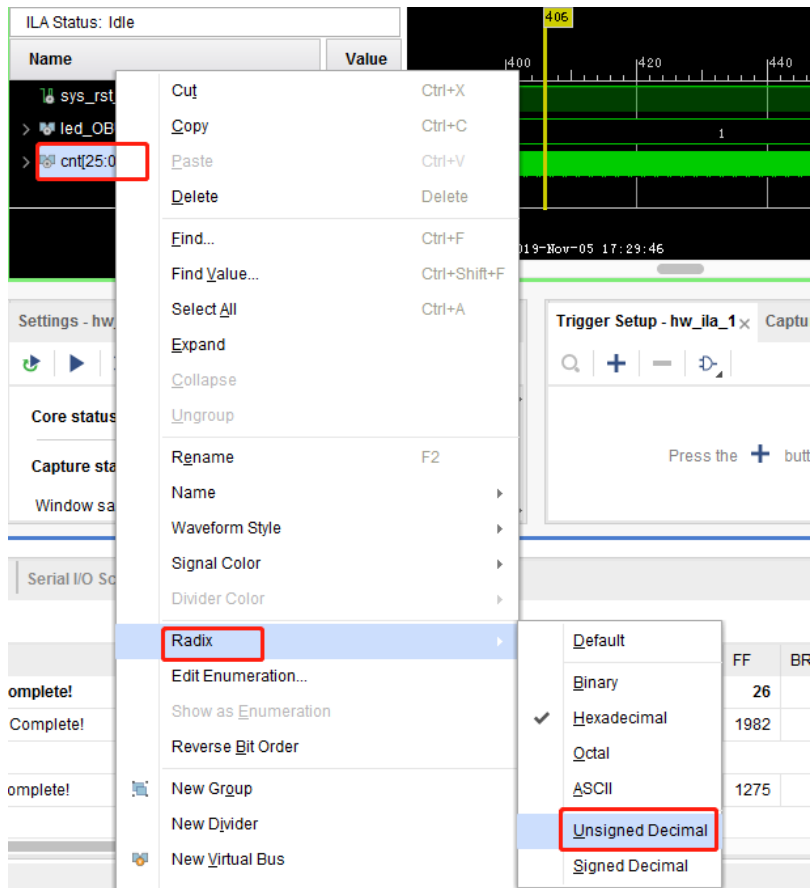 ILA Status: Idle
406
Name Value
400 420 440
sys_rst_
led_OB
1
cnt[25:0
Cut Ctrl+X
Copy Ctrl+C
Paste Ctrl+V
Delete Delete
Find... Ctrl+F
019-Nov-05 17:29:46
Find Value... Ctrl+Shift+F
Select All Ctrl+A
Settings - hw_
Trigger Setup - hw_ila_1 × Captu
Expand
Collapse
Core status
Ungroup
Rename F2
Press the + butt
Capture sta
Name
Window sa
Waveform Style
Signal Color
Serial I/O Sc
Divider Color
Radix
Default
Edit Enumeration...
FF BR
Binary
omplete! 26
Show as Enumeration
Hexadecimal
Complete! 1982
Reverse Bit Order
Octal
New Group
ASCII
omplete! 1275
New Divider
Unsigned Decimal
New Virtual Bus
Signed Decimal